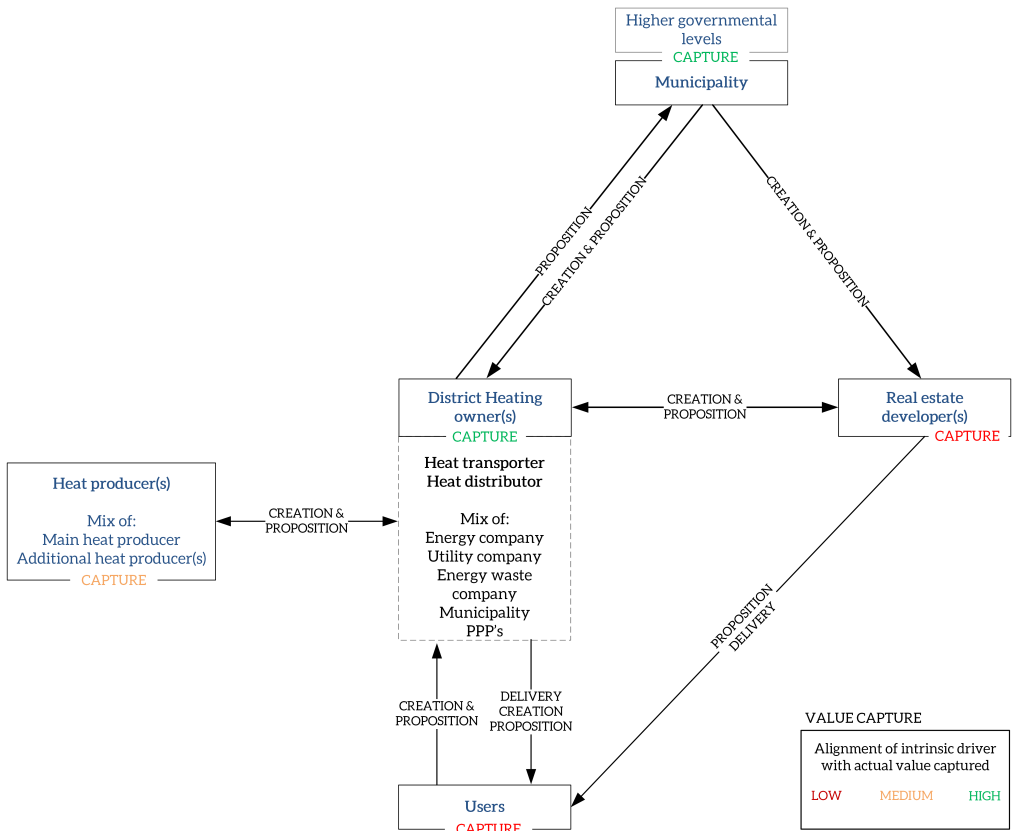 Higher governmental
levels
CAPTURE
Municipality
PROPOSITION
CREATION & PROPOSITION
CREATION & PROPOSITION
District Heating
owner(s)
CAPTURE
CREATION &
PROPOSITION
Real estate
developer(s)
CAPTURE
Heat transporter
Heat distributor
Mix of:
Energy company
Utility company
Energy waste
company
Municipality
PPP's
Heat producer(s)
Mix of:
Main heat producer
Additional heat producer(s)
CAPTURE
CREATION &
PROPOSITION
PROPOSITION
DELIVERY
CREATION &
PROPOSITION
DELIVERY
CREATION
PROPOSITION
Users
CAPTURE
VALUE CAPTURE
Alignment of intrinsic driver
with actual value captured
LOW MEDIUM HIGH